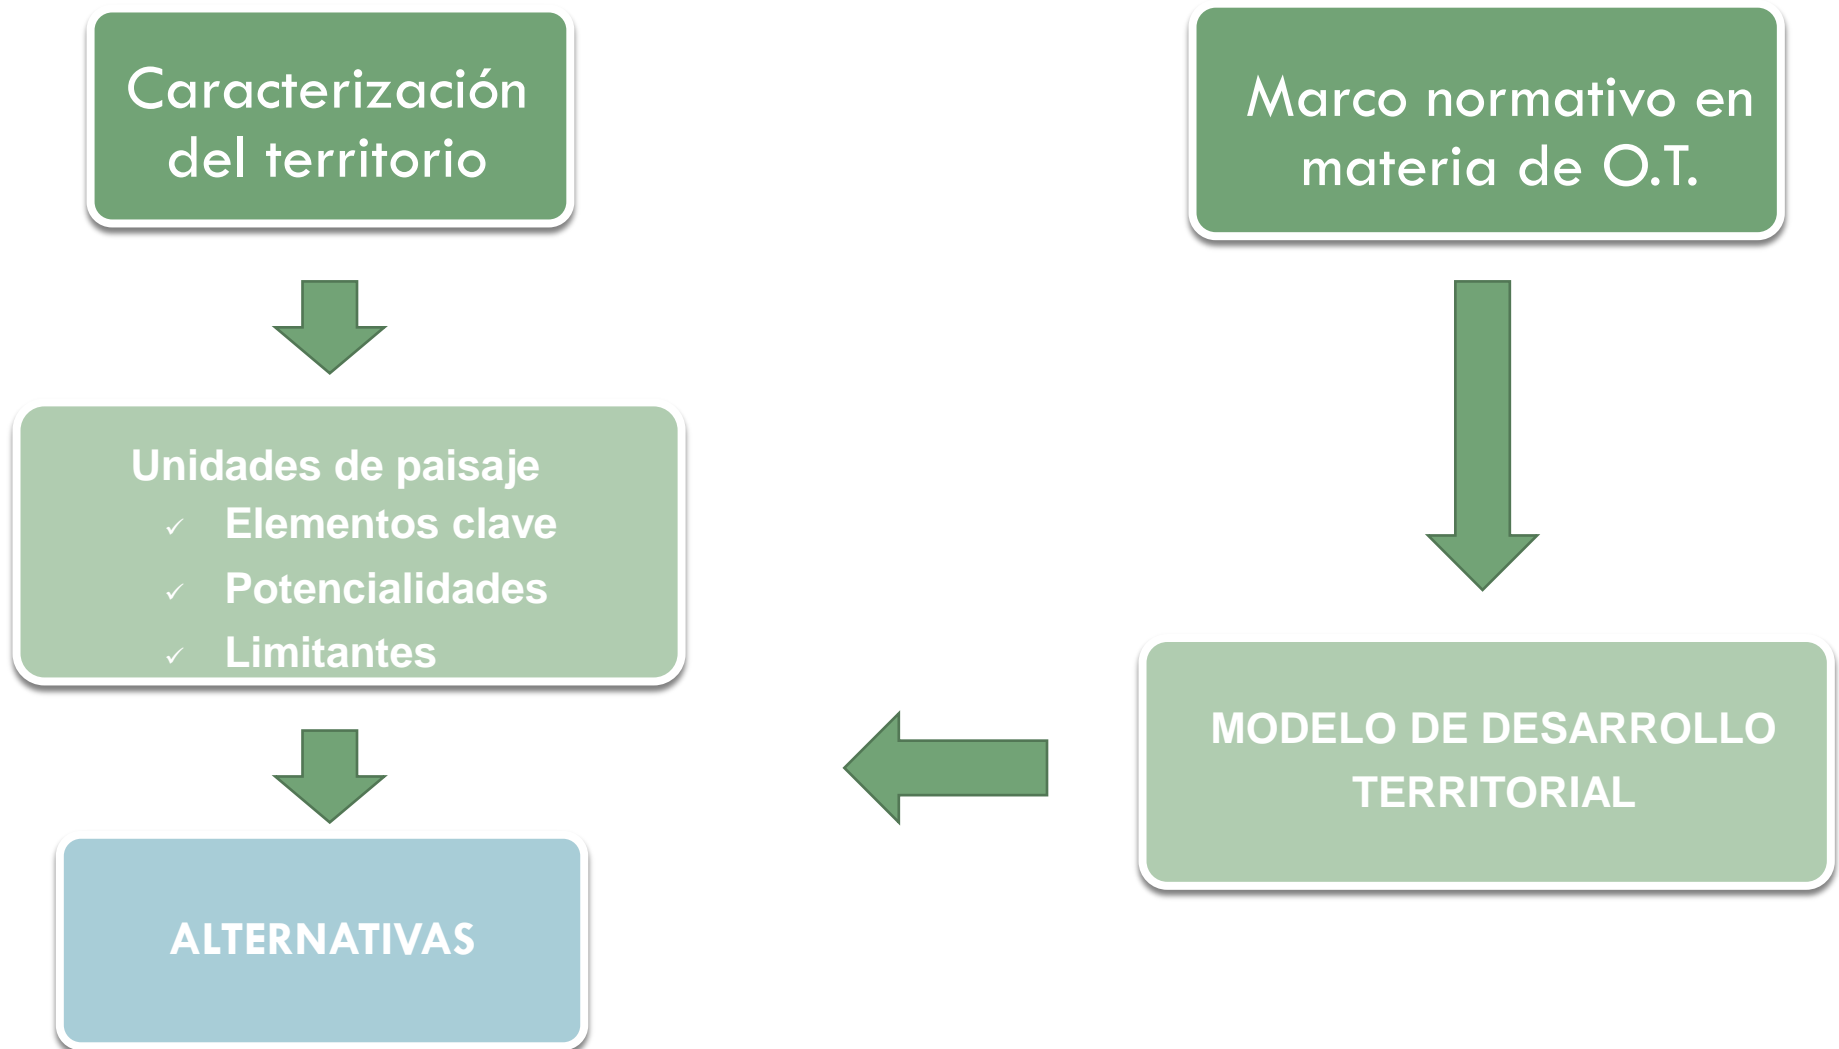 Caracterización
del territorio
Marco normativo en
materia de O.T.
Unidades de paisaje
✓ Elementos clave
✓ Potencialidades
✓ Limitantes
MODELO DE DESARROLLO
TERRITORIAL
ALTERNATIVAS